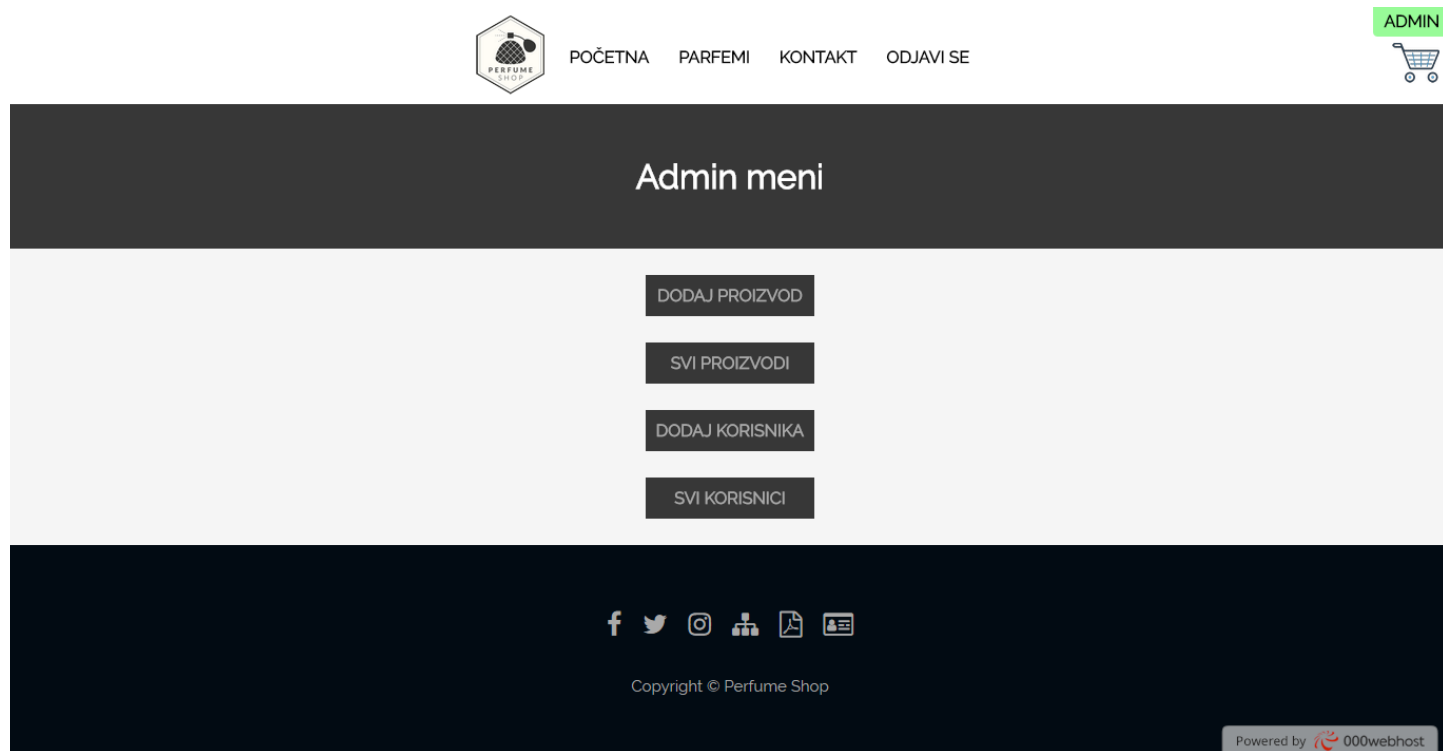 PERFUME
SHOP
POČETNA PARFEMI KONTAKT ODJAVI SE
ADMIN
Admin meni
DODAJ PROIZVOD
SVI PROIZVODI
DODAJ KORISNIKA
SVI KORISNICI
Copyright © Perfume Shop
Powered by 000webhost